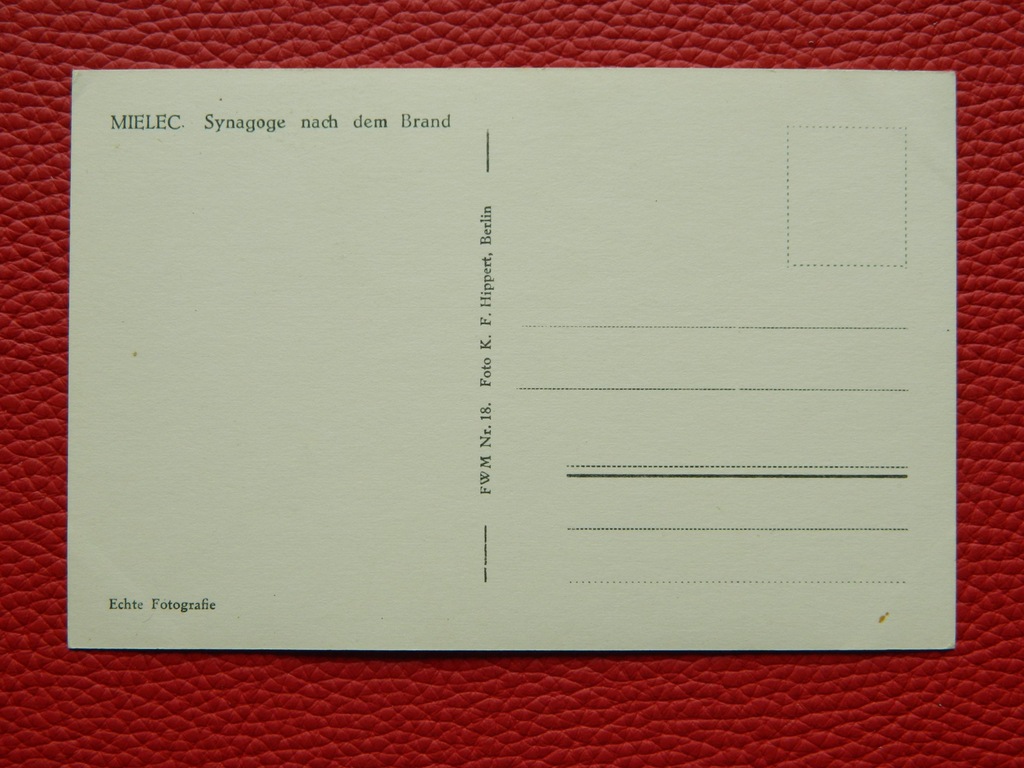 MIELEC. Synagoge nach dem Brand
FWM Nr. 18. Foto K. F. Hippert, Berlin
Echte Fotografie